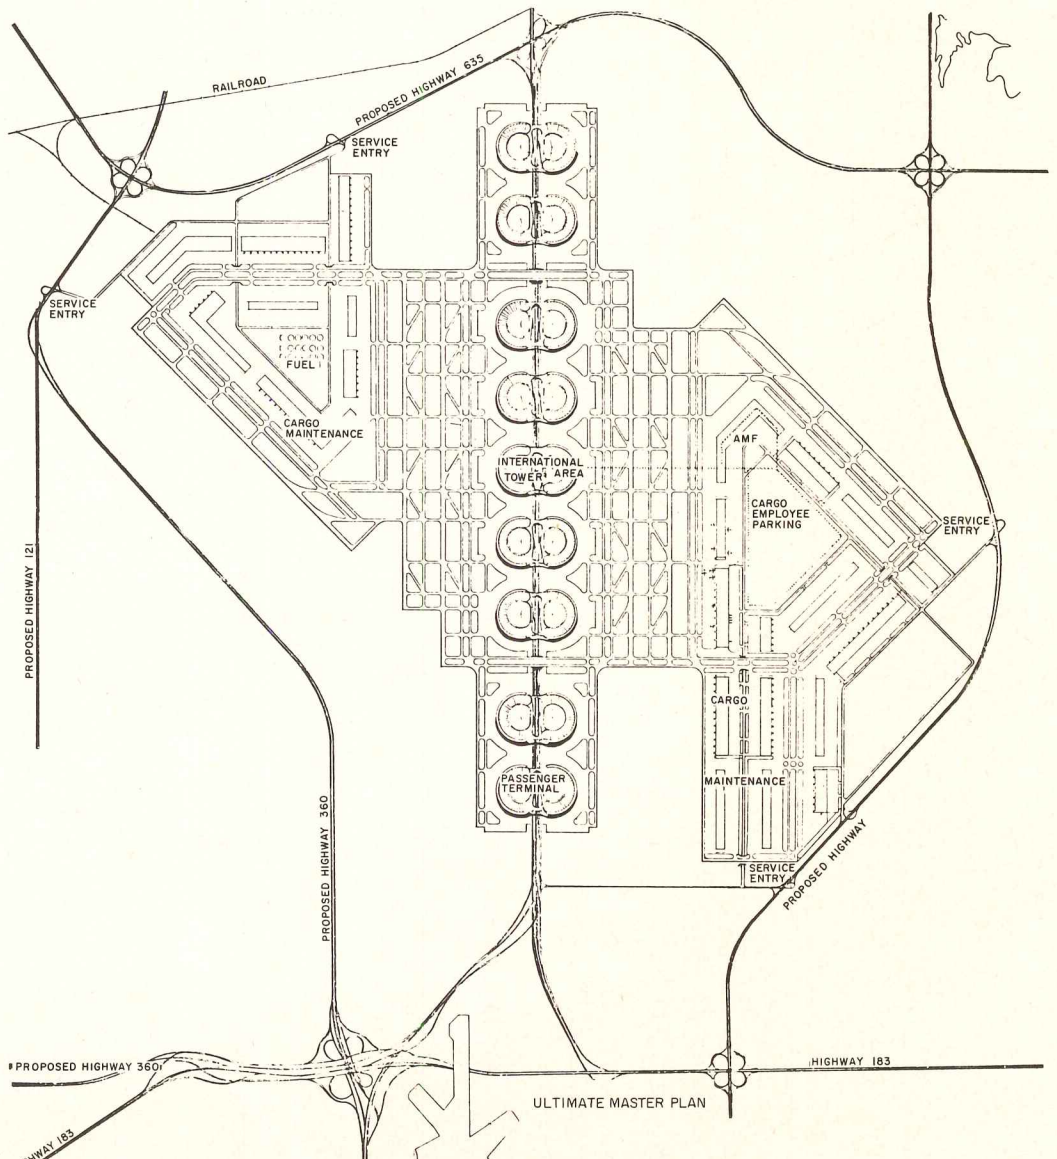 RAILROAD
PROPOSED HIGHWAY 635
SERVICE
ENTRY
SERVICE
ENTRY
FUEL
CARGO
MAINTENANCE
INTERNATIONAL
TOWER AREA
AMF
CARGO
EMPLOYEE
PARKING
SERVICE
ENTRY
PROPOSED HIGHWAY 121
CARGO
PASSENGER
TERMINAL
MAINTENANCE
PROPOSED HIGHWAY 360
SERVICE
ENTRY
PROPOSED HIGHWAY
PROPOSED HIGHWAY 360
HIGHWAY 183
ULTIMATE MASTER PLAN
HWAY 183